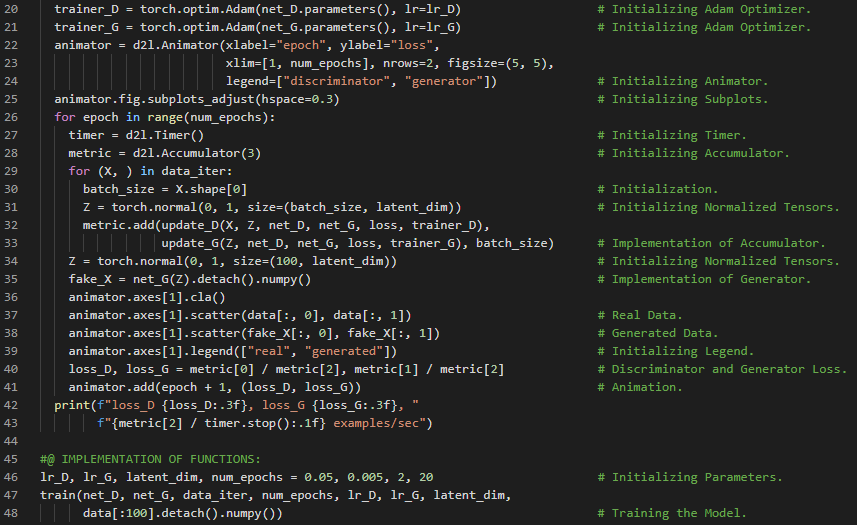 20 trainer_D = torch.optim.Adam(net_D.parameters(), lr=lr_D) # Initializing Adam Optimizer.
21 trainer_G = torch.optim.Adam(net_G.parameters(), lr=lr_G) # Initializing Adam Optimizer.
22 animator = d2l.Animator(xlabel="epoch", ylabel="loss",
23 xlim=[1, num_epochs], nrows=2, figsize=(5, 5),
24 legend=["discriminator", "generator"]) # Initializing Animator.
25 animator.fig.subplots_adjust(hspace=0.3) # Initializing Subplots.
26 for epoch in range(num_epochs):
27 timer = d2l.Timer() # Initializing Timer.
28 metric = d2l.Accumulator(3) # Initializing Accumulator.
29 for (X, ) in data_iter:
30 batch_size = X.shape[0] # Initialization.
31 Z = torch.normal(0, 1, size=(batch_size, latent_dim)) # Initializing Normalized Tensors.
32 metric.add(update_D(X, Z, net_D, net_G, loss, trainer_D),
33 update_G(Z, net_D, net_G, loss, trainer_G), batch_size) # Implementation of Accumulator.
34 Z = torch.normal(0, 1, size=(100, latent_dim)) # Initializing Normalized Tensors.
35 fake_X = net_G(Z).detach().numpy() # Implementation of Generator.
36 animator.axes[1].cla()
37 animator.axes[1].scatter(data[:, 0], data[:, 1]) # Real Data.
38 animator.axes[1].scatter(fake_X[:, 0], fake_X[:, 1]) # Generated Data.
39 animator.axes[1].legend(["real", "generated"]) # Initializing Legend.
40 loss_D, loss_G = metric[0] / metric[2], metric[1] / metric[2] # Discriminator and Generator Loss.
41 animator.add(epoch + 1, (loss_D, loss_G)) # Animation.
42 print(f"loss_D {loss_D:.3f}, loss_G {loss_G:.3f}, "
43 f"{metric[2] / timer.stop():.1f} examples/sec")
44
45 #@ IMPLEMENTATION OF FUNCTIONS:
46 lr_D, lr_G, latent_dim, num_epochs = 0.05, 0.005, 2, 20 # Initializing Parameters.
47 train(net_D, net_G, data_iter, num_epochs, lr_D, lr_G, latent_dim,
48 data[:100].detach().numpy()) # Training the Model.